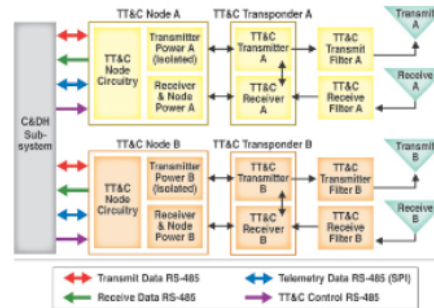 TT&C Node A
TT&C Transponder A
Transmit
A
TT&C
Node
Circuitry
Transmitter
Power A
(Isolated)
TT&C
Transmitter
A
TT&C
Transmit
Filter A
Receiver
& Node
Power A
TT&C
Receiver
A
TT&C
Receive
Filter A
Receive
A
C&DH
Sub-
system
TT&C Node B
TT&C Transponder B
Transmit
B
TT&C
Node
Circuitry
Transmitter
Power B
(Isolated)
TT&C
Transmitter
B
TT&C
Transmitter
Filter B
Receiver
& Node
Power B
TT&C
Receiver
B
TT&C
Receive
Filter B
Receive
B
Transmit Data RS-485
Telemetry Data RS-485 (SPI)
Receive Data RS-485
TT&C Control RS-485